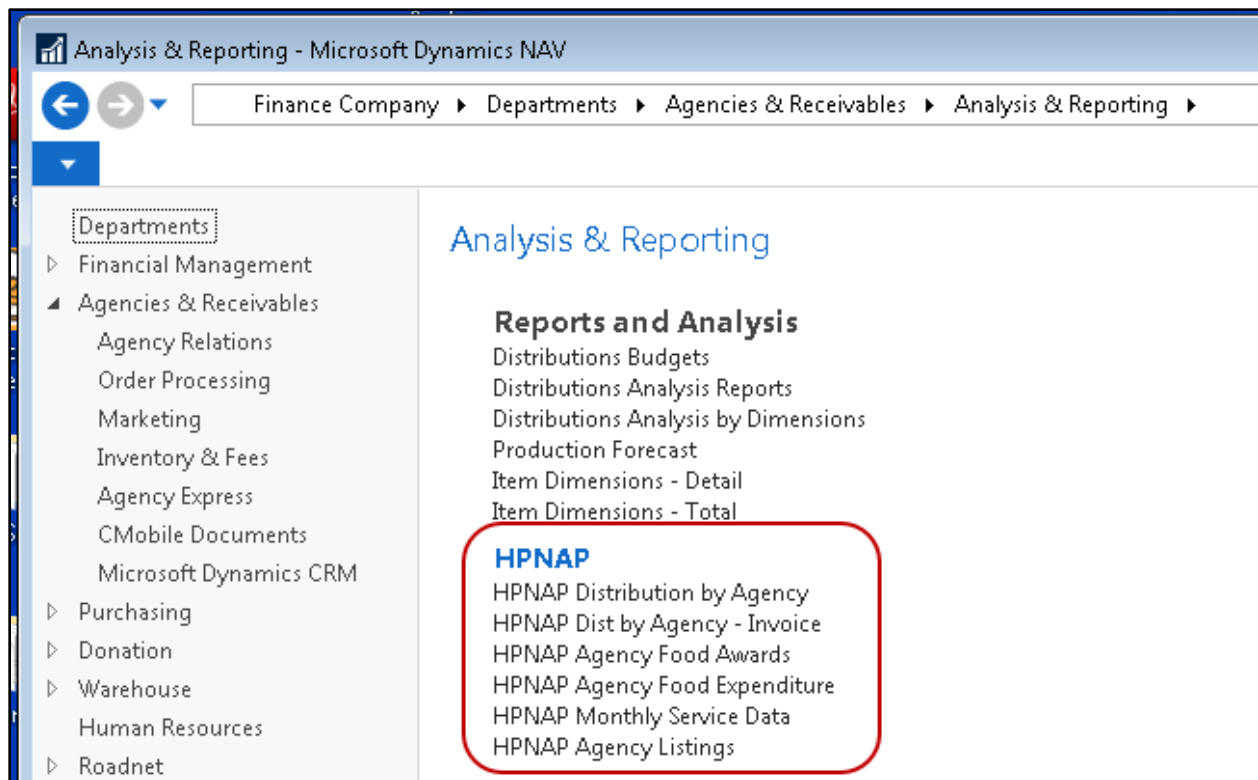 Analysis & Reporting - Microsoft Dynamics NAV
Finance Company ▸ Departments ▸ Agencies & Receivables ▸ Analysis & Reporting ▸
Departments
Financial Management
Agencies & Receivables
Agency Relations
Order Processing
Marketing
Inventory & Fees
Agency Express
CMobile Documents
Microsoft Dynamics CRM
Purchasing
Donation
Warehouse
Human Resources
Roadnet
Analysis & Reporting
Reports and Analysis
Distributions Budgets
Distributions Analysis Reports
Distributions Analysis by Dimensions
Production Forecast
Item Dimensions - Detail
Item Dimensions - Total
HPNAP
HPNAP Distribution by Agency
HPNAP Dist by Agency - Invoice
HPNAP Agency Food Awards
HPNAP Agency Food Expenditure
HPNAP Monthly Service Data
HPNAP Agency Listings